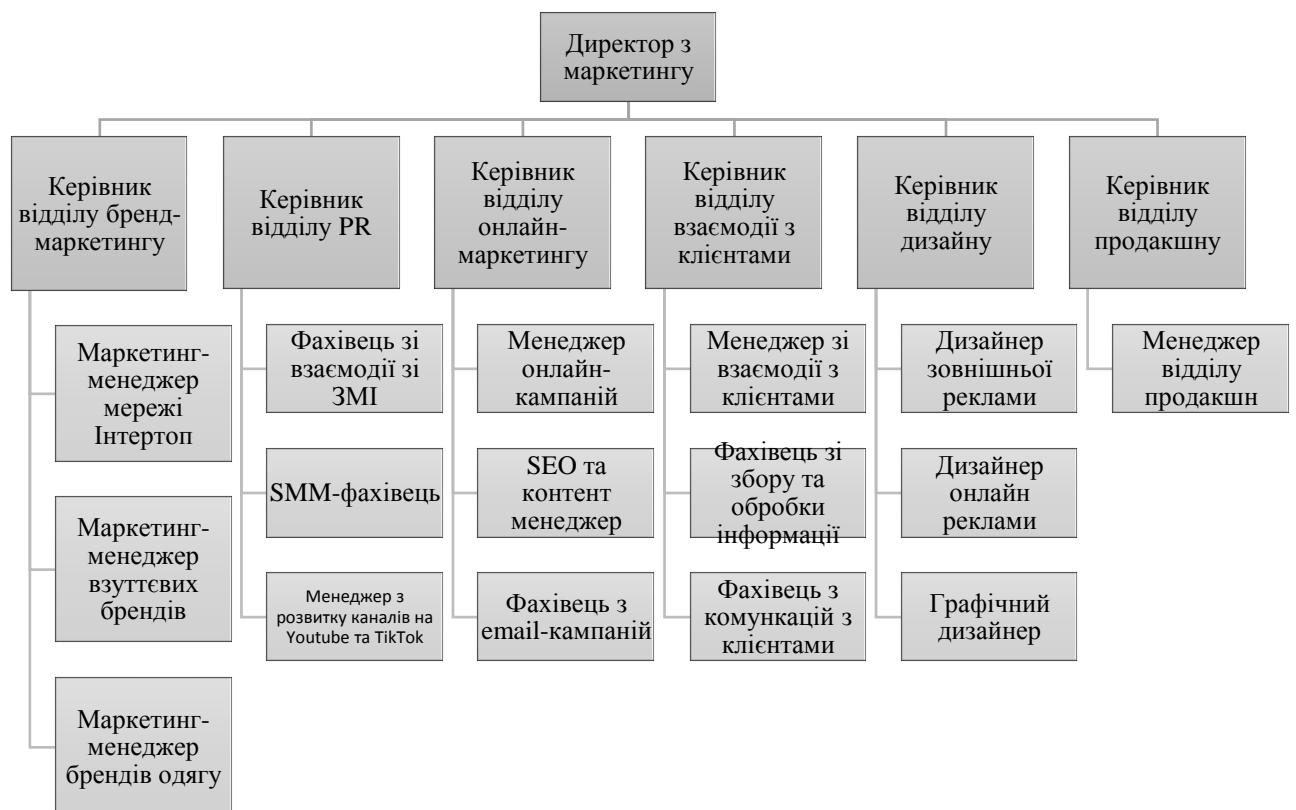 Директор з
маркетингу
Керівник
відділу бренд-
маркетингу
Керівник
відділу PR
Керівник
відділу
онлайн-
маркетингу
Керівник
відділу
взаємодії з
клієнтами
Керівник
відділу
дизайну
Керівник
відділу
продакшну
Маркетинг-
менеджер
мережі
Інтертоп
Маркетинг-
менеджер
взуттєвих
брендів
Маркетинг-
менеджер
брендів одягу
Фахівець зі
взаємодії зі
ЗМІ
SMM-фахівець
Менеджер з
розвитку каналів на
Youtube та TikTok
Менеджер
онлайн-
кампаній
SEO та
контент
менеджер
Фахівець з
email-кампаній
Менеджер зі
взаємодії з
клієнтами
Фахівець зі
збору та
обробки
інформації
Фахівець з
комункацій з
клієнтами
Дизайнер
зовнішньої
реклами
Дизайнер
онлайн
реклами
Графічний
дизайнер
Менеджер
відділу
продакшн